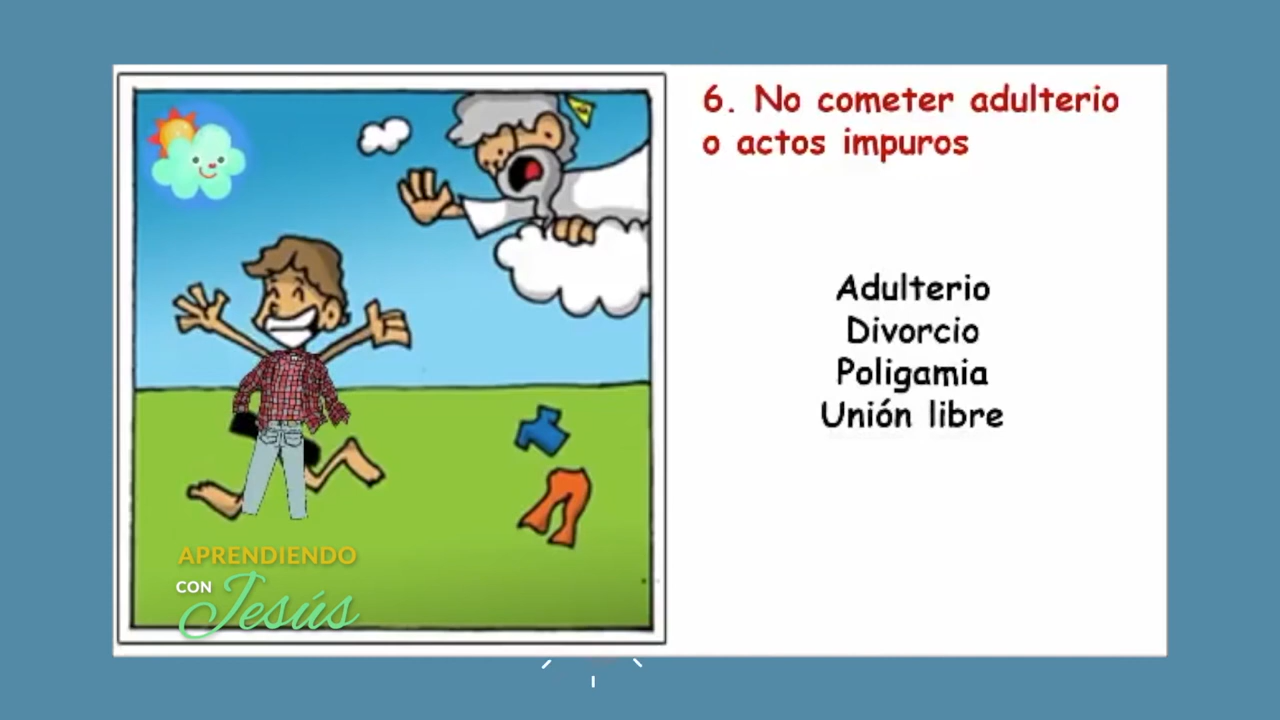 6. No cometer adulterio
o actos impuros
Adulterio
Divorcio
Poligamia
Unión libre
APRENDIENDO
CON Jesús